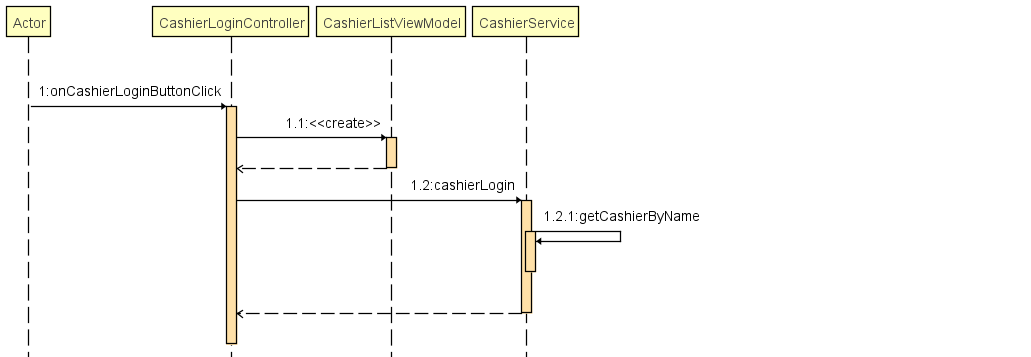 Actor
CashierLoginController
CashierListViewModel
CashierService
1:onCashierLoginButtonClick
1.1:<<create>>
1.2:cashierLogin
1.2.1:getCashierByName